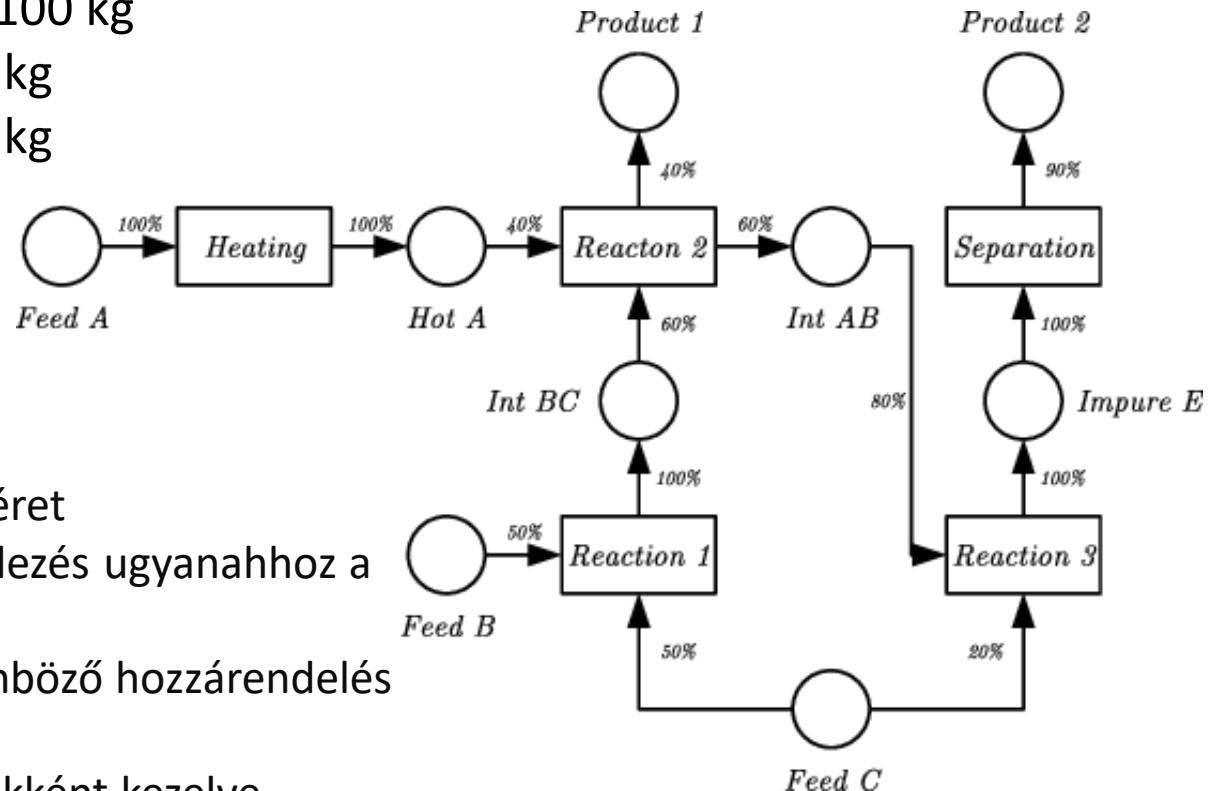 100 kg
kg
kg
Product 1
Product 2
40%
90%
100%
Heating
100%
40%
Reacton 2
60%
Separation
Feed A
Hot A
60%
Int AB
100%
Int BC
80%
Impure E
100%
100%
éret
50%
Reaction 1
Reaction 3
lezés ugyanahhoz a
Feed B
50%
20%
nböző hozzárendelés
Feed C
kként kezelve